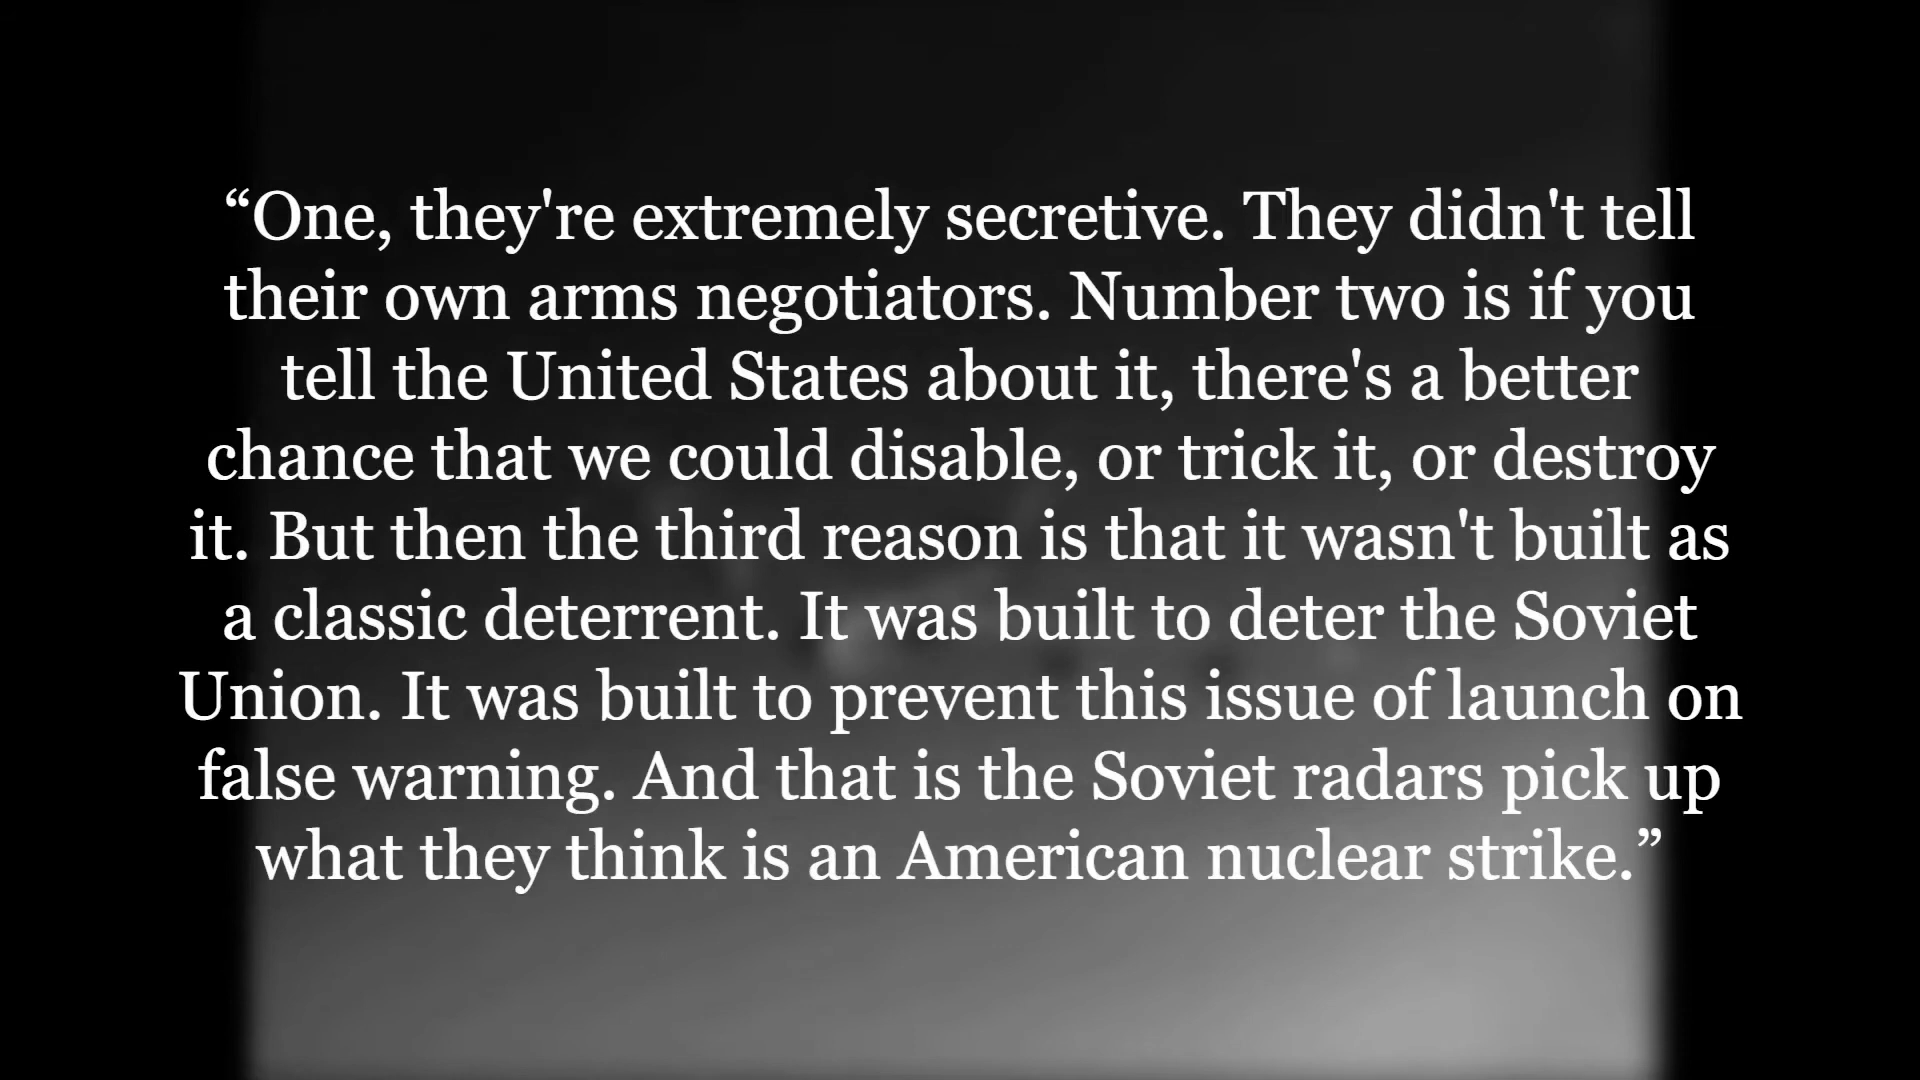 “One, they're extremely secretive. They didn't tell
their own arms negotiators. Number two is if you
tell the United States about it, there's a better
chance that we could disable, or trick it, or destroy
it. But then the third reason is that it wasn't built as
a classic deterrent. It was built to deter the Soviet
Union. It was built to prevent this issue of launch on
false warning. And that is the Soviet radars pick up
what they think is an American nuclear strike.”